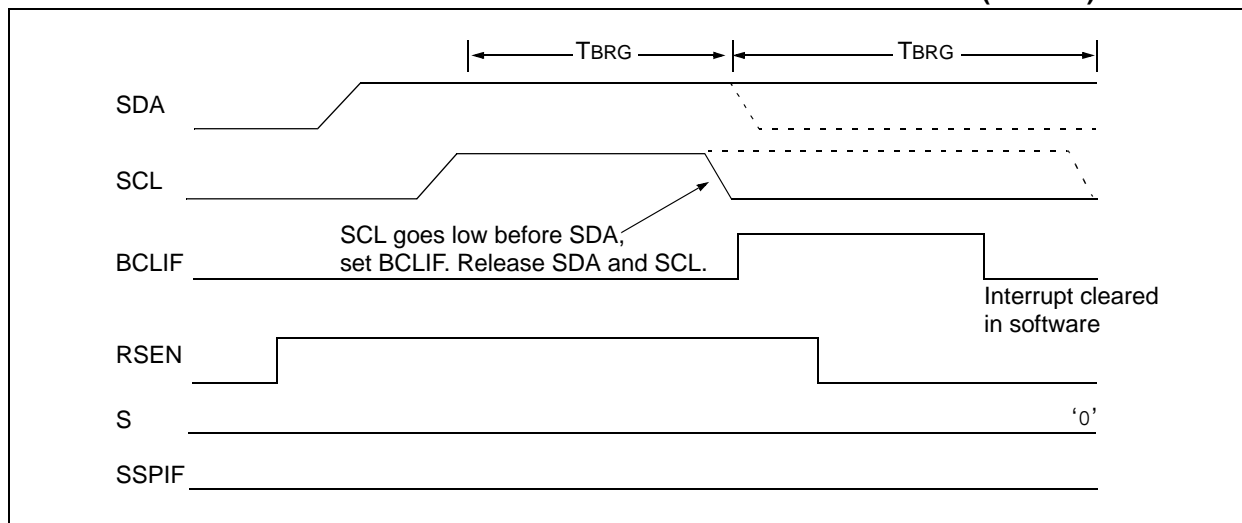 TBRG TBRG
SDA
SCL
SCL goes low before SDA,
set BCLIF. Release SDA and SCL.
BCLIF
Interrupt cleared
in software
RSEN
S ‘0’
SSPIF